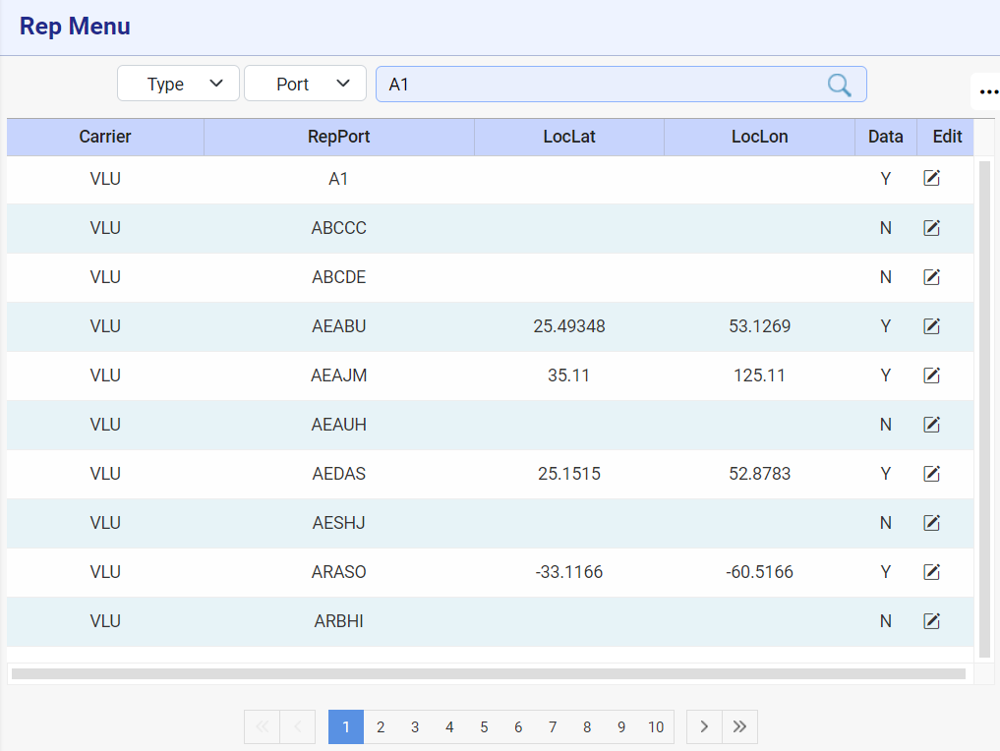 Rep Menu
Type Port A1
Carrier RepPort LocLat LocLon Data Edit
VLU A1 Y
VLU ABCCC N
VLU ABCDE N
VLU AEABU 25.49348 53.1269 Y
VLU AEAJM 35.11 125.11 Y
VLU AEAUH N
VLU AEDAS 25.1515 52.8783 Y
VLU AESHJ N
VLU ARASO -33.1166 -60.5166 Y
VLU ARBHI N
1 2 3 4 5 6 7 8 9 10